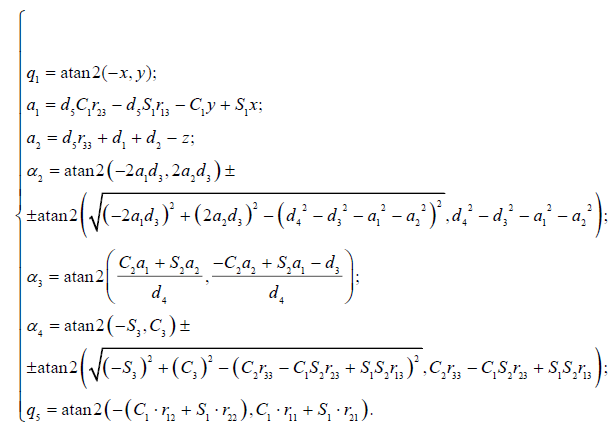 q₁ = atan2(−x, y);
a₁ = d₅C₁r₂₃ − d₅S₁r₁₃ − C₁y + S₁x;
a₂ = d₅r₃₃ + d₁ + d₂ − z;
α₂ = atan2(−2a₁d₃, 2a₂d₃) ±
±atan2(√((−2a₁d₃)² + (2a₂d₃)² − (d₄² − d₃² − a₁² − a₂²)²), d₄² − d₃² − a₁² − a₂²);
α₃ = atan2((C₂a₁ + S₂a₂)/d₄, (−C₂a₂ + S₂a₁ − d₃)/d₄);
α₄ = atan2(−S₃, C₃) ±
±atan2(√((−S₃)² + (C₃)² − (C₂r₃₃ − C₁S₂r₂₃ + S₁S₂r₁₃)²), C₂r₃₃ − C₁S₂r₂₃ + S₁S₂r₁₃);
q₅ = atan2(−(C₁ · r₁₂ + S₁ · r₂₂), C₁ · r₁₁ + S₁ · r₂₁).